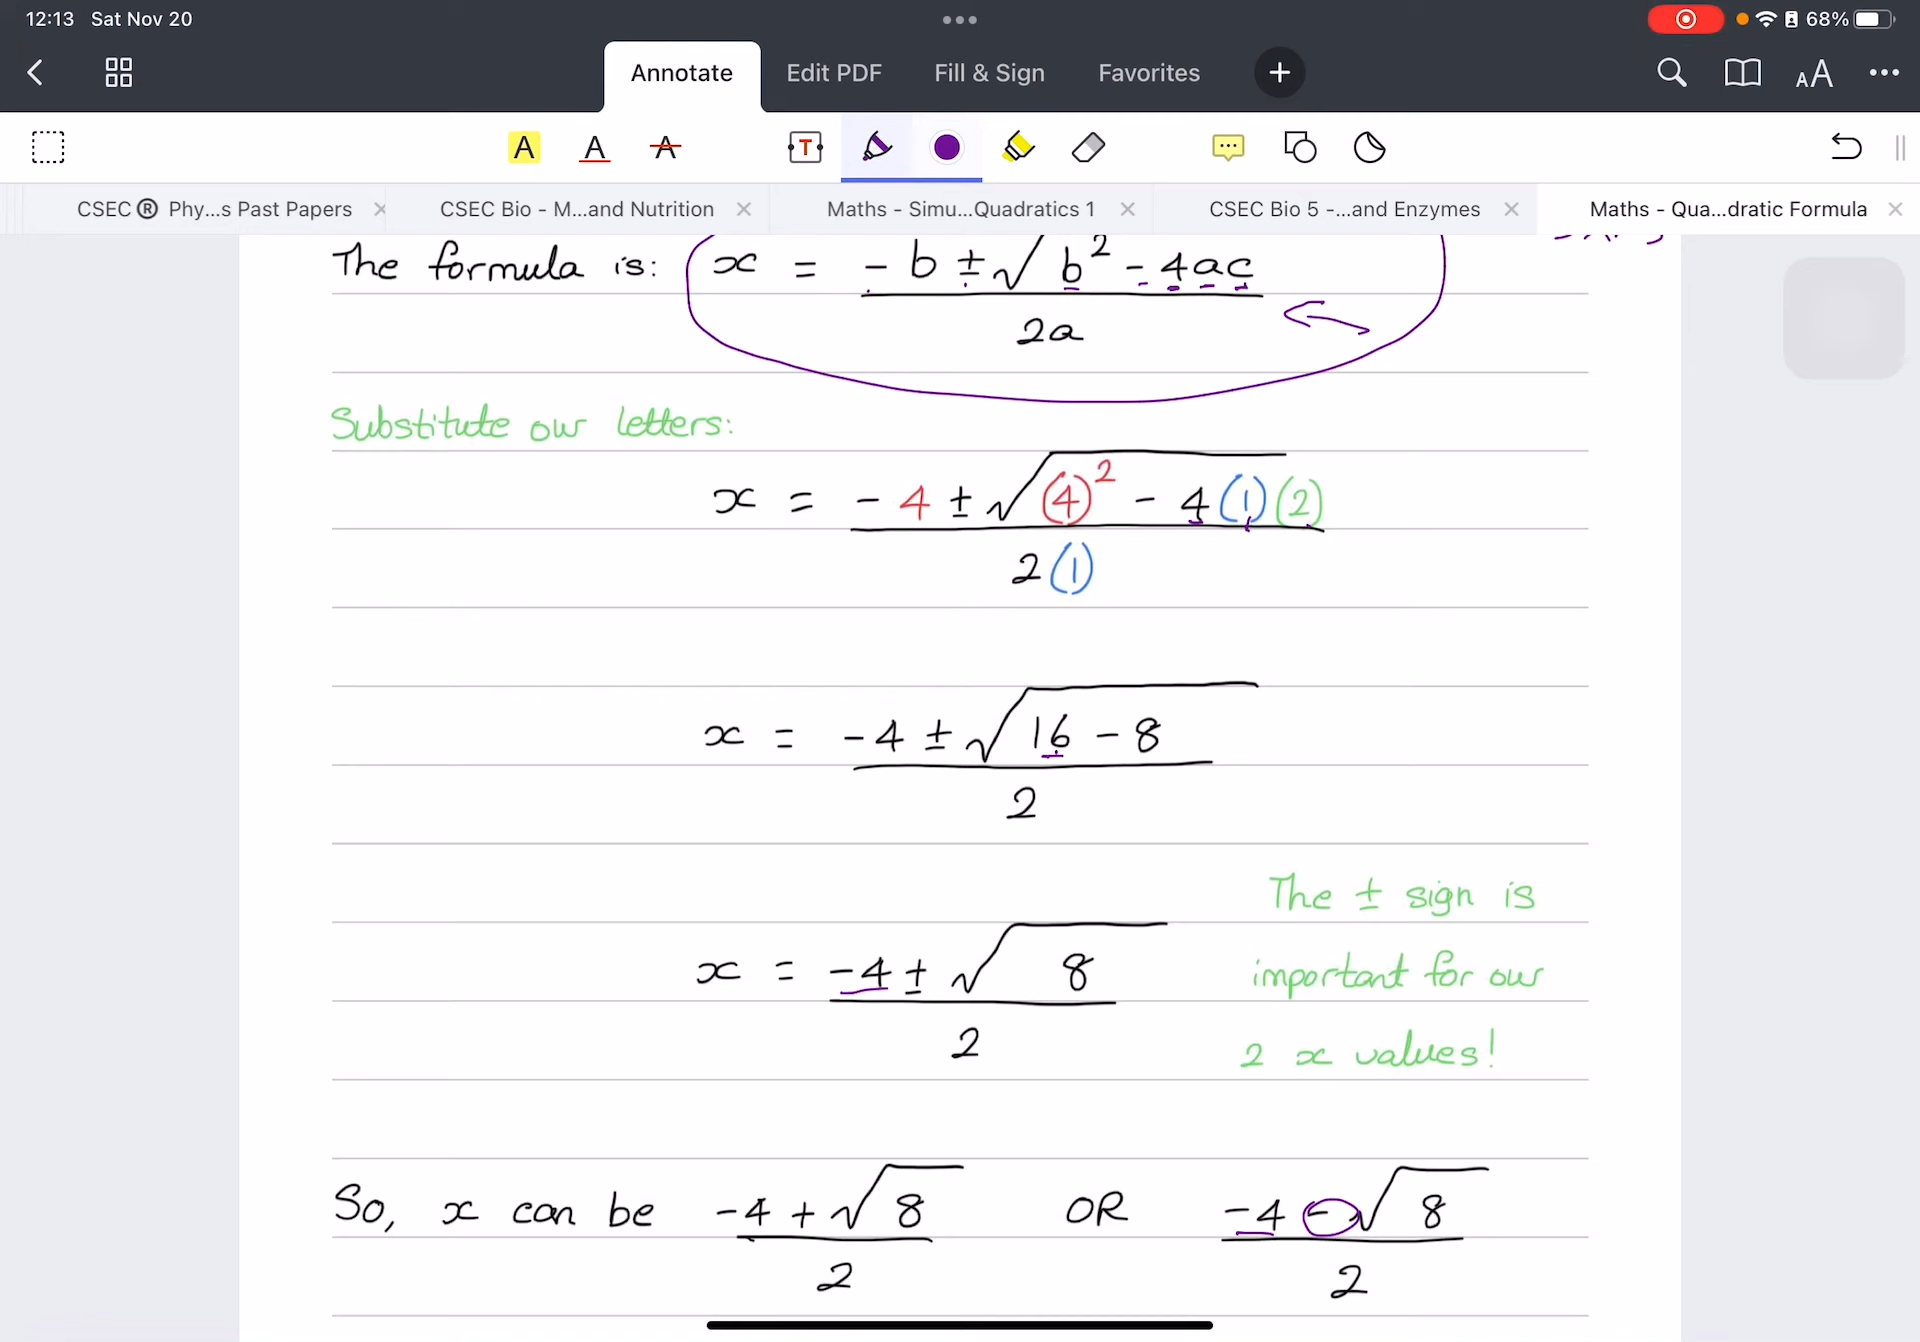 12:13 Sat Nov 20 68%
Annotate Edit PDF Fill & Sign Favorites
CSEC® Phy...s Past Papers CSEC Bio - M...and Nutrition Maths - Simu...Quadratics 1 CSEC Bio 5 -...and Enzymes Maths - Qua...dratic Formula
The formula is: x = -b ± √ b² - 4ac
2a
Substitute our letters:
x = -4 ± √(4)² - 4(1)(2)
2(1)
x = -4 ± √16 - 8
2
The ± sign is
x = -4 ± √8 important for our
2 2 x values!
So, x can be -4 + √8 OR -4 - √8
2 2